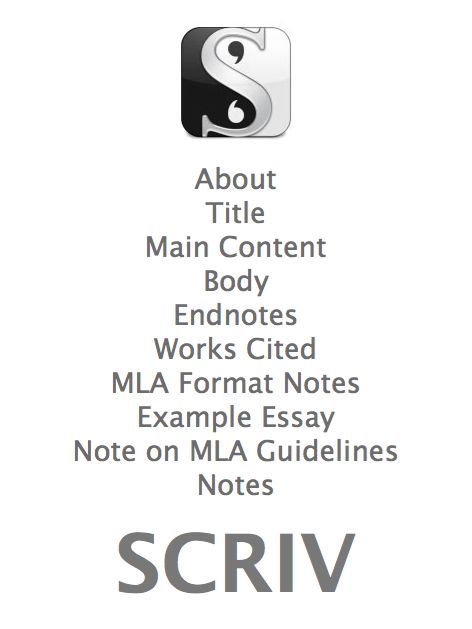 About
Title
Main Content
Body
Endnotes
Works Cited
MLA Format Notes
Example Essay
Note on MLA Guidelines
Notes
SCRIV